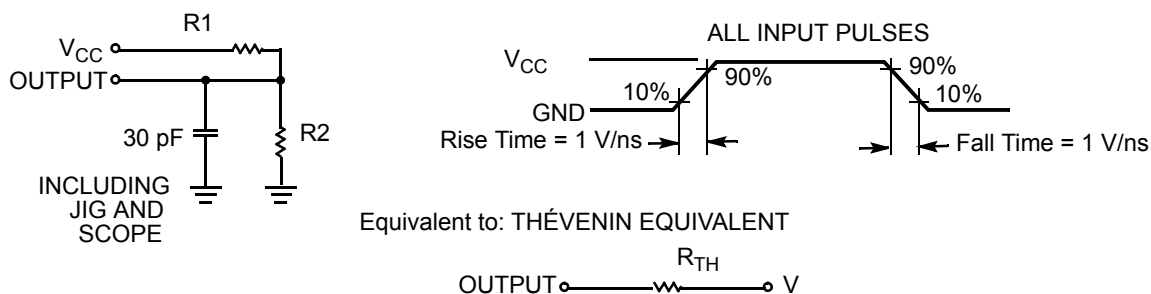 R1
VCC
OUTPUT
30 pF
R2
INCLUDING
JIG AND
SCOPE
ALL INPUT PULSES
VCC
GND
10%
90%
90%
10%
Rise Time = 1 V/ns
Fall Time = 1 V/ns
Equivalent to: THÉVENIN EQUIVALENT
RTH
OUTPUT
V